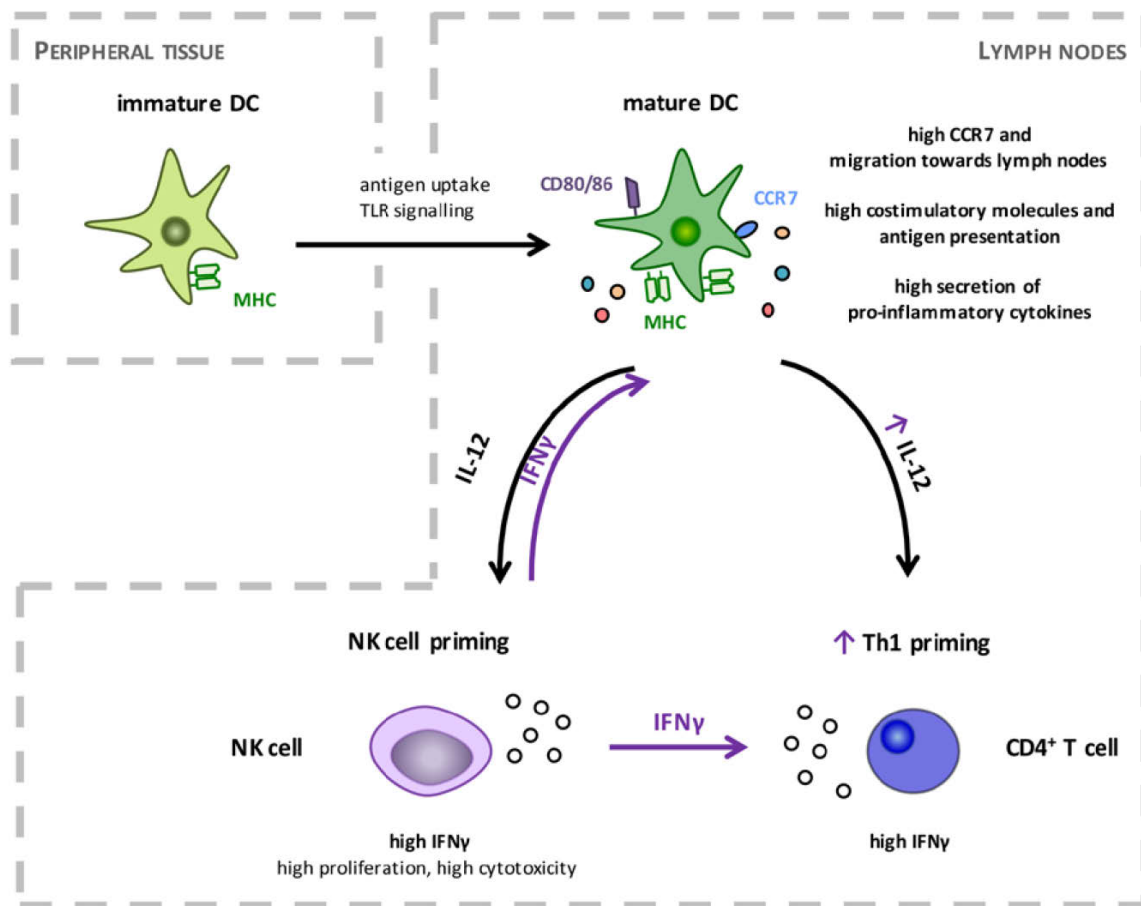 PERIPHERAL TISSUE
LYMPH NODES
immature DC
mature DC
MHC
antigen uptake
TLR signalling
CD80/86
CCR7
MHC
high CCR7 and
migration towards lymph nodes
high costimulatory molecules and
antigen presentation
high secretion of
pro-inflammatory cytokines
IL-12
IFNγ
↗ IL-12
NK cell priming
↑ Th1 priming
NK cell
IFNγ
CD4⁺ T cell
high IFNγ
high proliferation, high cytotoxicity
high IFNγ